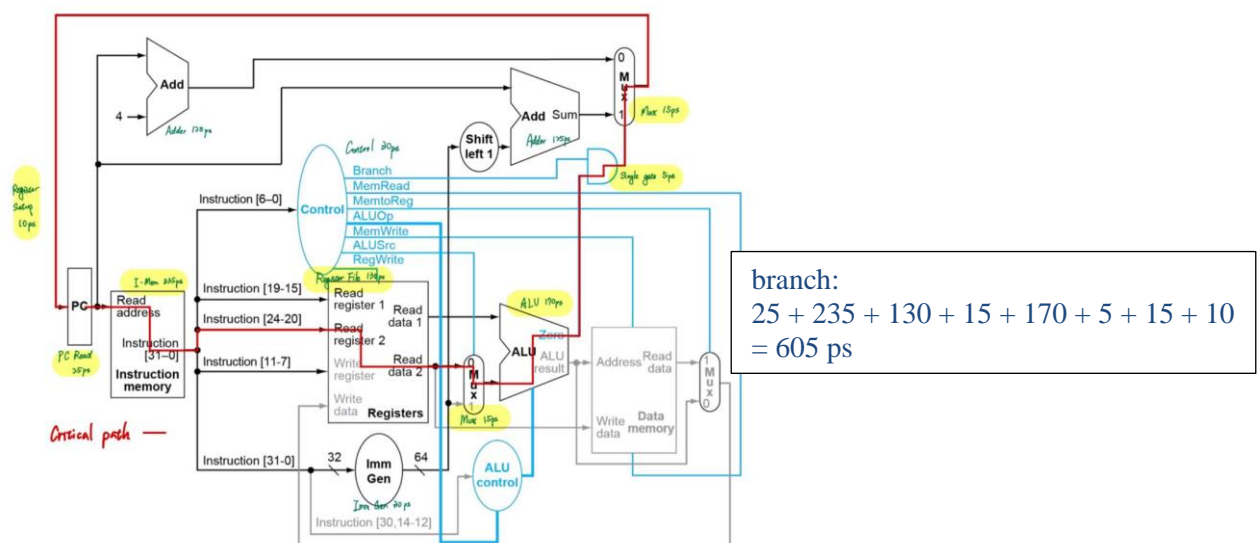 0
M
u
x
1
Mux 15ps
Add
4
Adder
Add Sum
Adder
Shift
left 1
Control
Branch
MemRead
MemtoReg
ALUOp
MemWrite
ALUSrc
RegWrite
Single gate 5ps
Instruction [6–0]
Control
Register
Setup
10ps
PC
PC Read
25ps
I-Mem 235ps
Read
address
Instruction
[31–0]
Instruction
memory
Instruction [19-15]
Instruction [24-20]
Instruction [11-7]
Register File 130ps
Read
register 1
Read
data 1
Read
register 2
Write
register
Read
data 2
Write
data
Registers
0
M
u
x
1
Mux 15ps
ALU 170ps
Zero
ALU
ALU
result
Address
Read
data
Write
data
Data
memory
1
M
u
x
0
branch:
25 + 235 + 130 + 15 + 170 + 5 + 15 + 10
= 605 ps
Critical path
Instruction [31-0]
32
Imm
Gen
64
Imm Gen
ALU
control
Instruction [30,14-12]